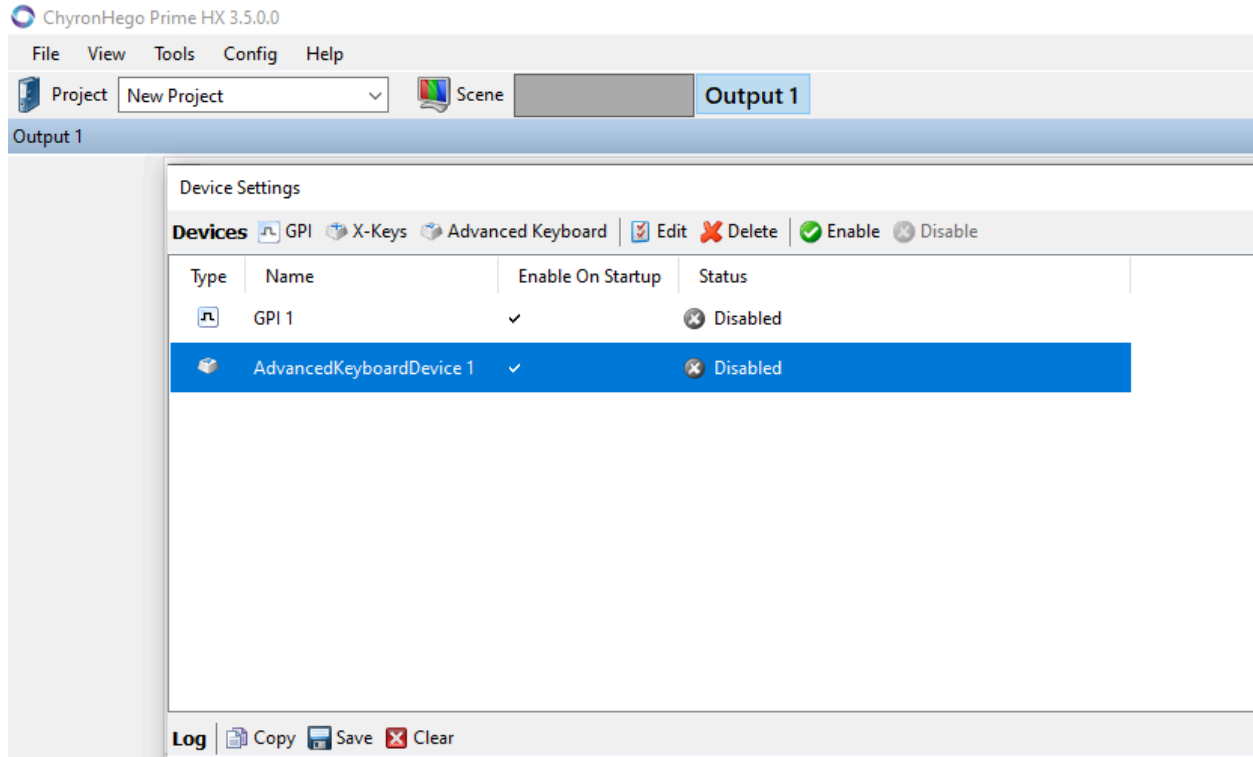 ChyronHego Prime HX 3.5.0.0
File View Tools Config Help
Project New Project Scene Output 1
Output 1
Device Settings
Devices GPI X-Keys Advanced Keyboard Edit Delete Enable Disable
Type Name Enable On Startup Status
GPI 1 Disabled
AdvancedKeyboardDevice 1 Disabled
Log Copy Save Clear